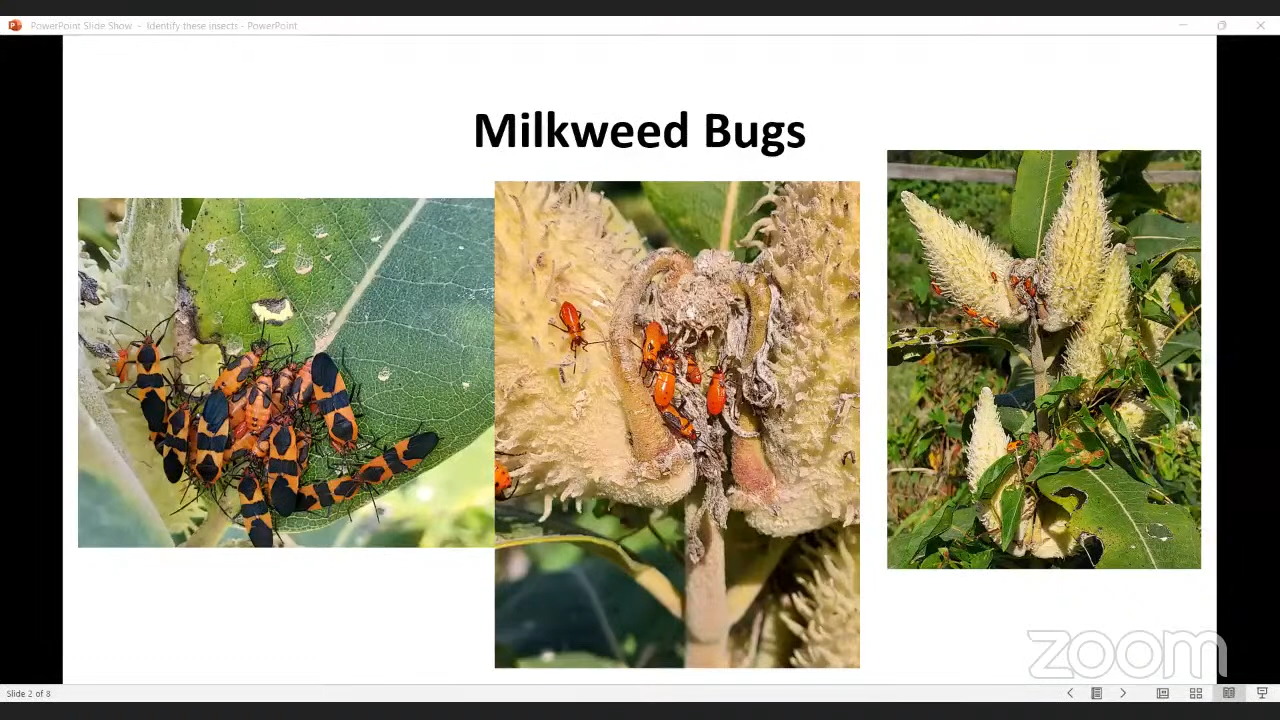 PowerPoint Slide Show - Identify these insects - PowerPoint
Milkweed Bugs
zoom
Slide 2 of 8